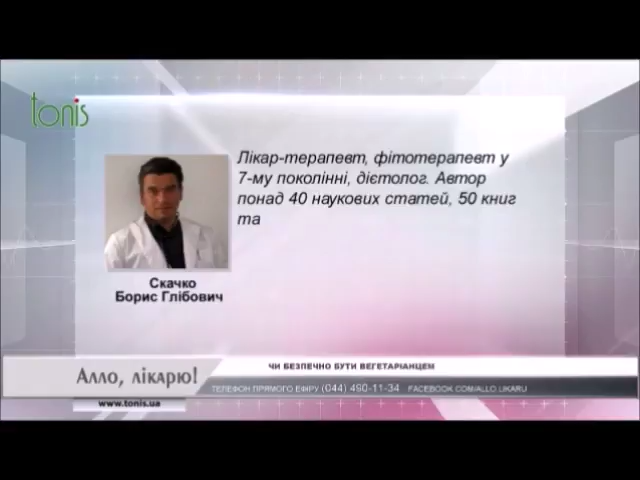 tonis
Лікар-терапевт, фітотерапевт у
7-му поколінні, дієтолог. Автор
понад 40 наукових статей, 50 книг
та
Скачко
Борис Глібович
ЧИ БЕЗПЕЧНО БУТИ ВЕГЕТАРІАНЦЕМ
Алло, лікарю!
ТЕЛЕФОН ПРЯМОГО ЕФІРУ (044) 490-11-34 FACEBOOK.COM/ALLO.LIKARU
www.tonis.ua